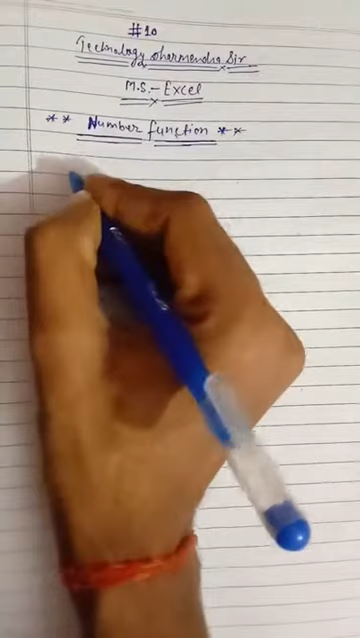 #10
Technology Dharmendra Sir
M.S.- Excel
** Number function **